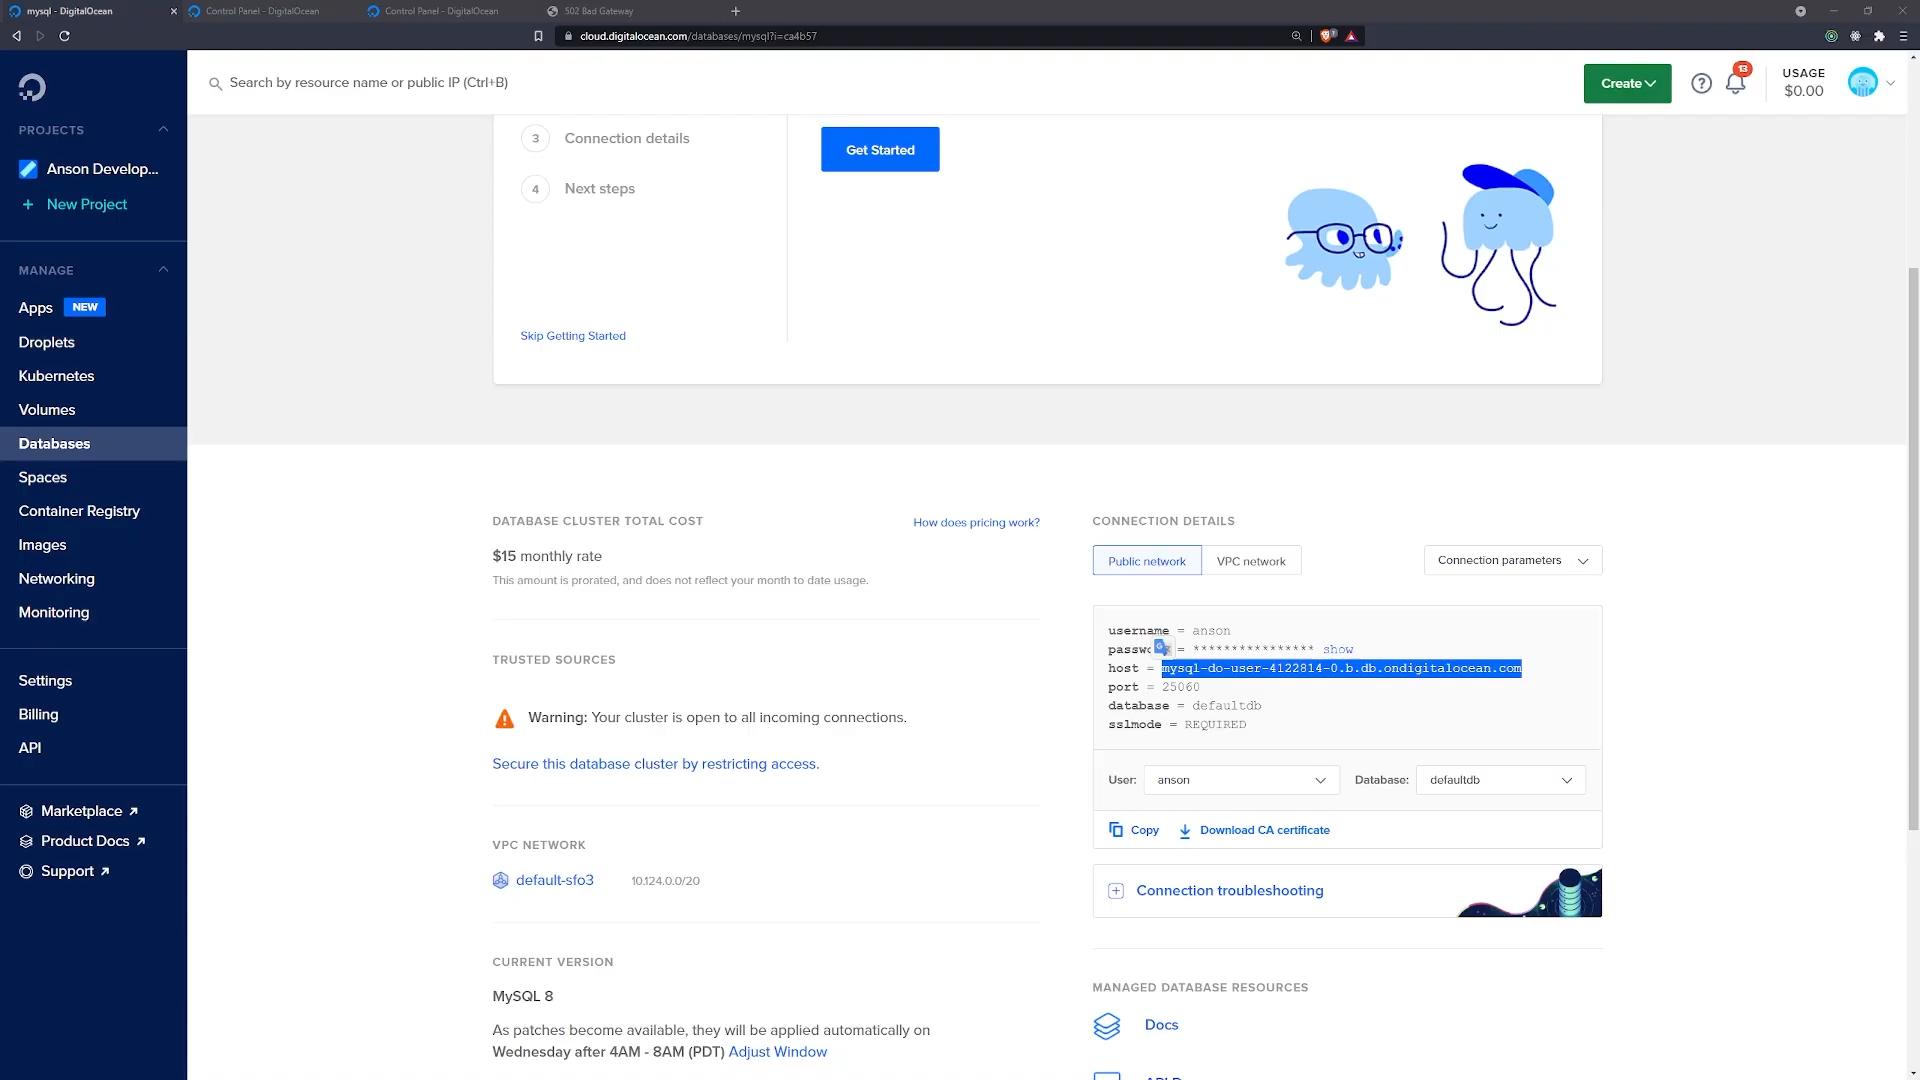 mysql - DigitalOcean
Control Panel - DigitalOcean
Control Panel - DigitalOcean
502 Bad Gateway
cloud.digitalocean.com/databases/mysql?i=ca4b57
Search by resource name or public IP (Ctrl+B)
Create
13
USAGE
$0.00
PROJECTS
Anson Develop...
+ New Project
MANAGE
Apps NEW
Droplets
Kubernetes
Volumes
Databases
Spaces
Container Registry
Images
Networking
Monitoring
Settings
Billing
API
Marketplace
Product Docs
Support
3 Connection details
4 Next steps
Skip Getting Started
Get Started
DATABASE CLUSTER TOTAL COST
How does pricing work?
$15 monthly rate
This amount is prorated, and does not reflect your month to date usage.
TRUSTED SOURCES
Warning: Your cluster is open to all incoming connections.
Secure this database cluster by restricting access.
VPC NETWORK
default-sfo3 10.124.0.0/20
CURRENT VERSION
MySQL 8
As patches become available, they will be applied automatically on
Wednesday after 4AM - 8AM (PDT) Adjust Window
CONNECTION DETAILS
Public network
VPC network
Connection parameters
username = anson
passwo = **************** show
host = mysql-do-user-4122814-0.b.db.ondigitalocean.com
port = 25060
database = defaultdb
sslmode = REQUIRED
User: anson
Database: defaultdb
Copy
Download CA certificate
Connection troubleshooting
MANAGED DATABASE RESOURCES
Docs